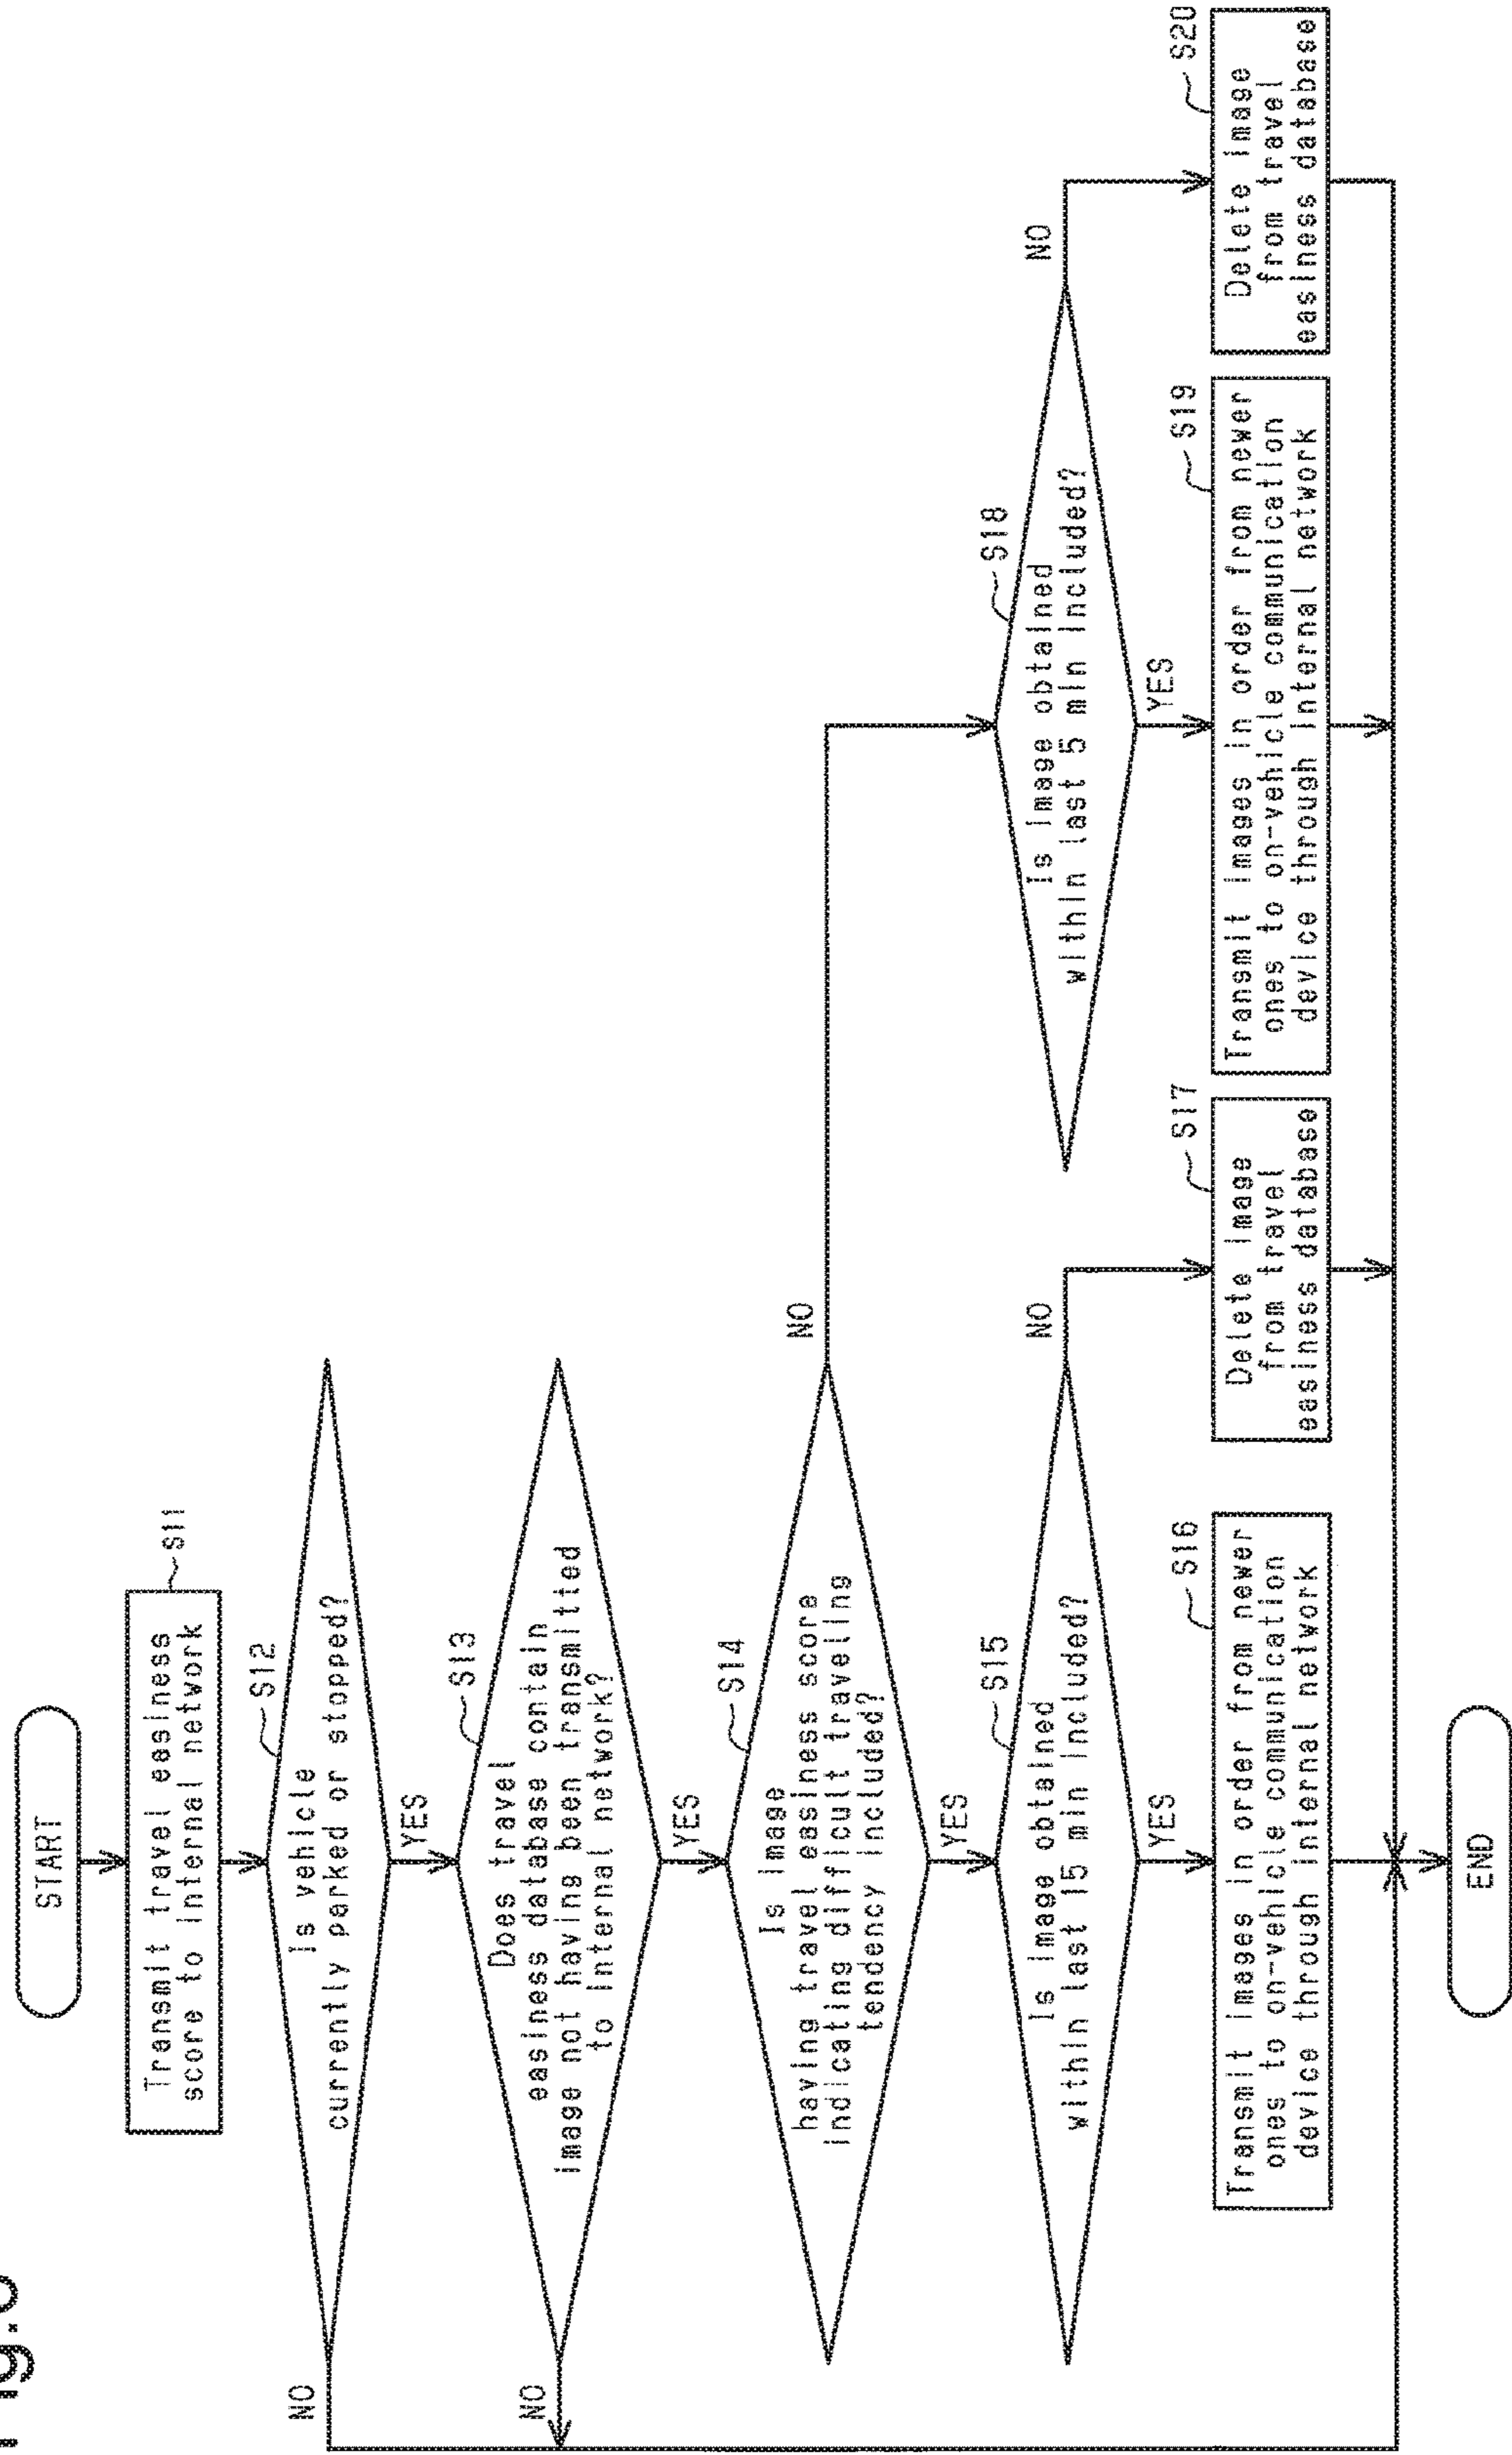 START
Transmit travel easiness
score to internal network
S11
Is vehicle
currently parked or stopped?
S12
NO
YES
Does travel
easiness database contain
image not having been transmitted
to internal network?
S13
NO
YES
Is image
having travel easiness score
indicating difficult traveling
tendency included?
S14
NO
YES
Is image obtained
within last 15 min included?
S15
NO
YES
Is image obtained
within last 5 min included?
S18
NO
YES
Transmit images in order from newer
ones to on-vehicle communication
device through internal network
S16
Delete image
from travel
easiness database
S17
Transmit images in order from newer
ones to on-vehicle communication
device through internal network
S19
Delete image
from travel
easiness database
S20
END